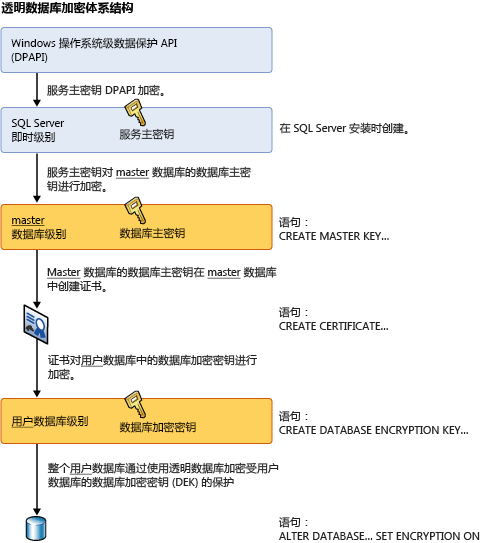 透明数据库加密体系结构
Windows 操作系统级数据保护 API
(DPAPI)
服务主密钥 DPAPI 加密。
SQL Server
即时级别
服务主密钥
在 SQL Server 安装时创建。
服务主密钥对 master 数据库的数据库主密
钥进行加密。
master
数据库级别
数据库主密钥
语句：
CREATE MASTER KEY...
Master 数据库的数据库主密钥在 master 数据库
中创建证书。
语句：
CREATE CERTIFICATE...
证书对用户数据库中的数据库加密密钥进行
加密。
用户数据库级别
数据库加密密钥
语句：
CREATE DATABASE ENCRYPTION KEY...
整个用户数据库通过使用透明数据库加密受用户
数据库的数据库加密密钥 (DEK) 的保护
语句：
ALTER DATABASE... SET ENCRYPTION ON